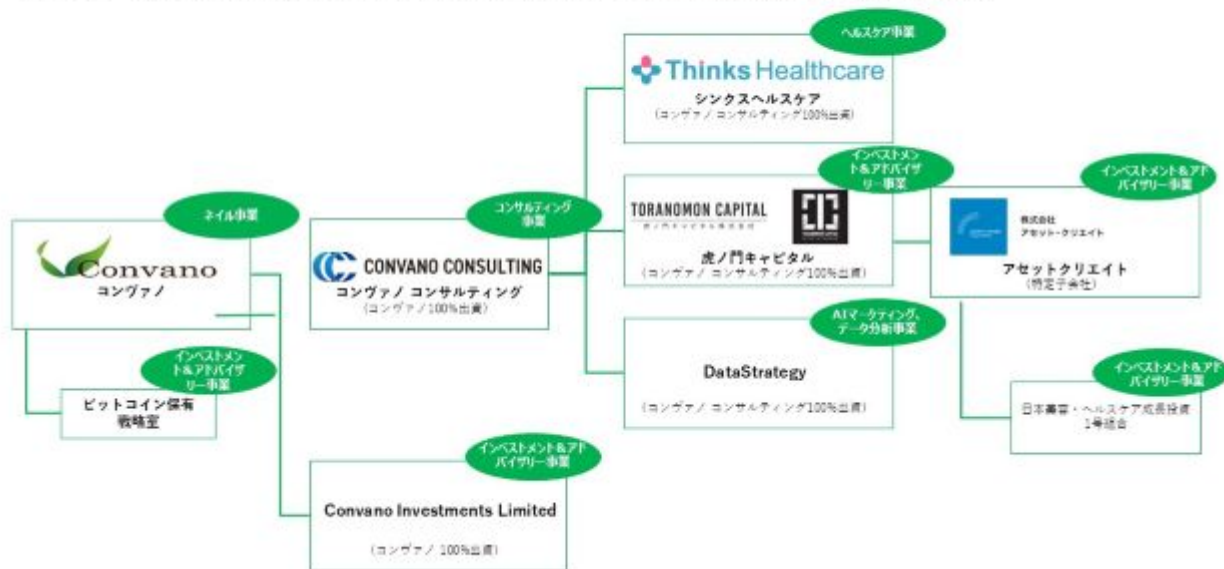 ヘルスケア事業
Thinks Healthcare
シンクスヘルスケア
(コンヴァノ コンサルティング100%出資)
ネイル事業
Convano
コンヴァノ
コンサルティング
事業
CONVANO CONSULTING
コンヴァノ コンサルティング
(コンヴァノ100%出資)
インベストメン
ト&アドバイザ
リー事業
TORANOMON CAPITAL
虎ノ門キャピタル株式会社
虎ノ門キャピタル
(コンヴァノ コンサルティング100%出資)
インベストメント&アド
バイザリー事業
株式会社
アセット・クリエイト
アセットクリエイト
(特定子会社)
インベストメン
ト&アドバイザ
リー事業
ビットコイン保有
戦略室
AIマーケティング、
データ分析事業
DataStrategy
(コンヴァノ コンサルティング100%出資)
インベストメント&アド
バイザリー事業
日本美容・ヘルスケア成長投資
1号組合
インベストメント&アド
バイザリー事業
Convano Investments Limited
(コンヴァノ 100%出資)